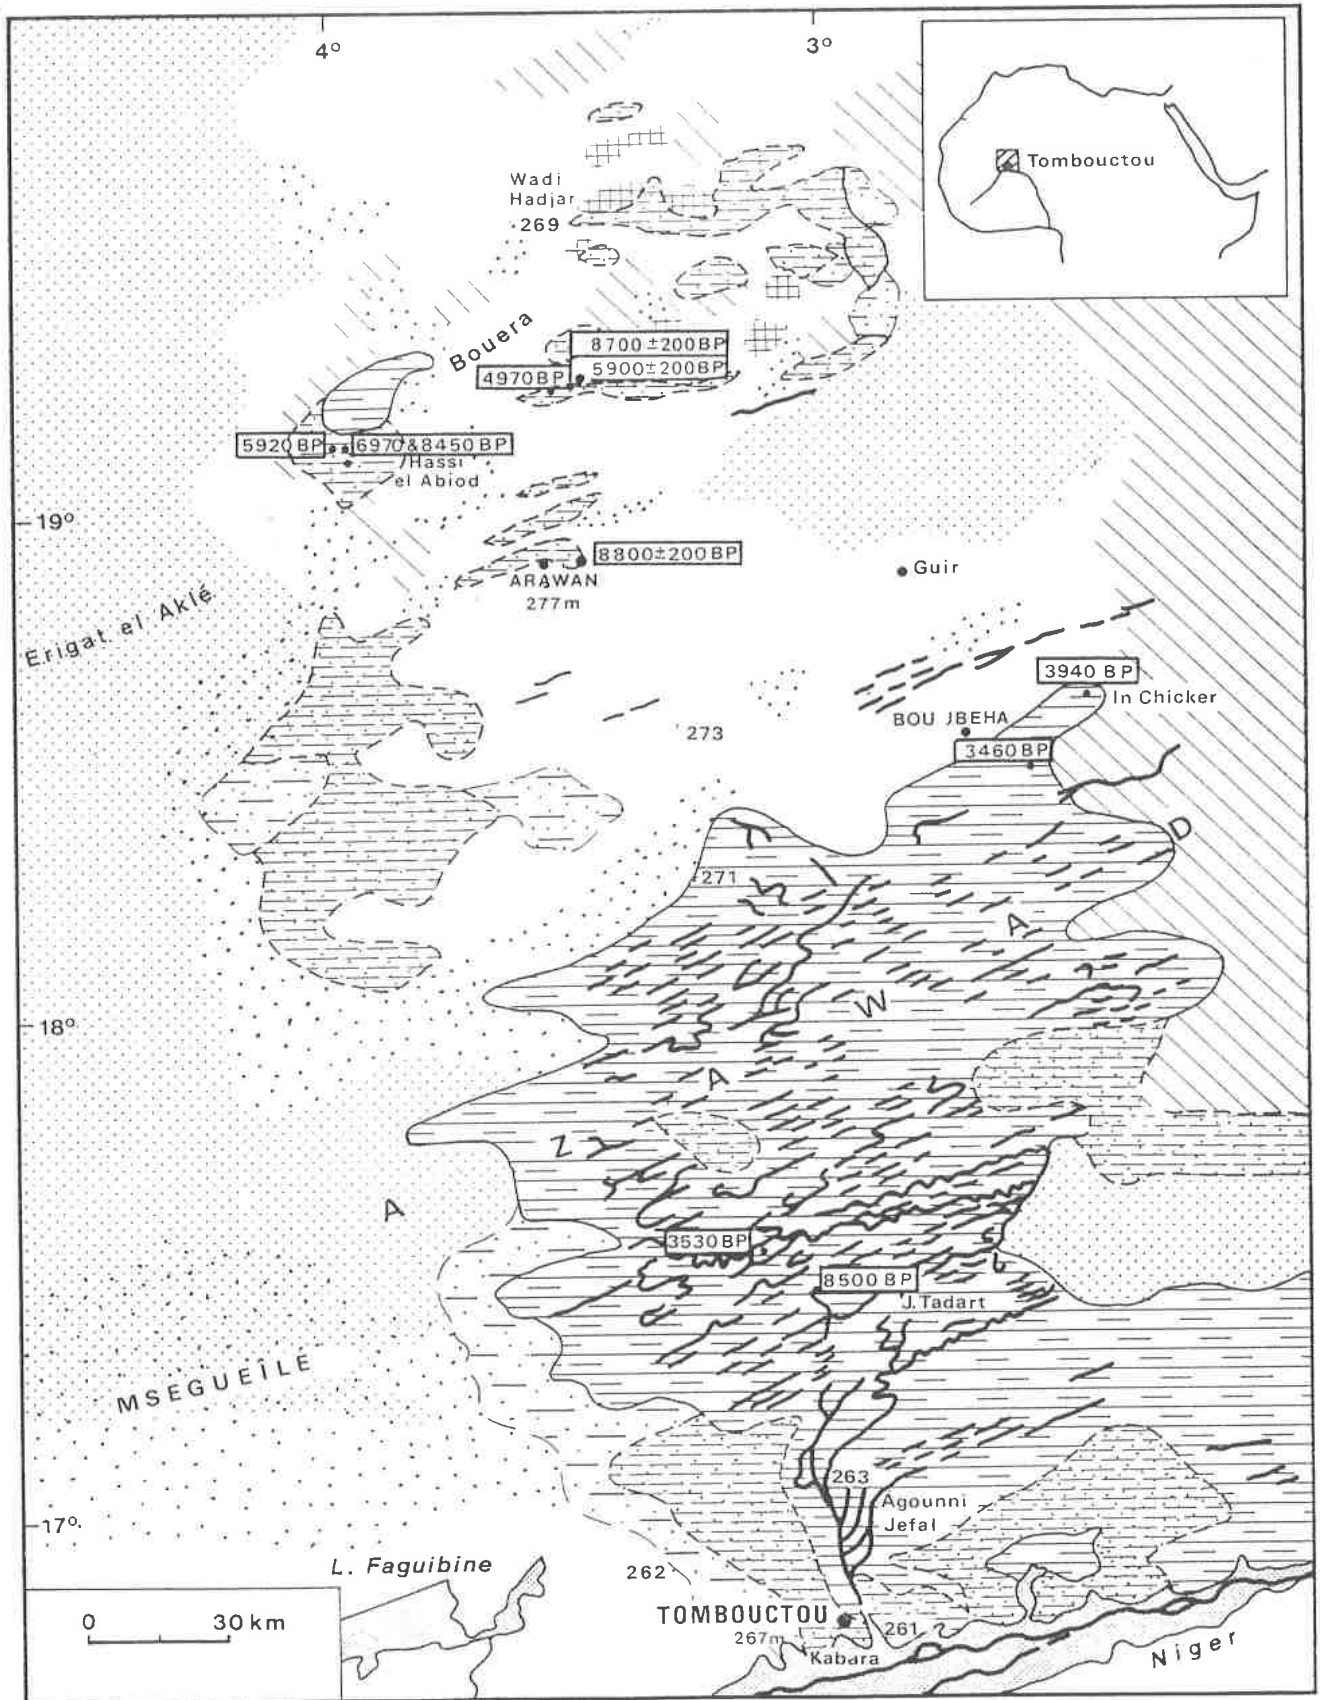 4°
3°
Tombouctou
Wadi
Hadjar
269
Bouera
8700 ±200BP
5900±200BP
4970BP
5920BP
6970&8450BP
Hassi
el Abiod
19°
8800±200BP
ARAWAN
277m
Guir
Erigat el Aklé
3940 BP
In Chicker
BOU JBEHA
273
3460BP
271
A Z A W A D
18°
3530BP
8500BP
J.Tadart
MSEGUEÏLE
263
Agounni
Jefal
17°
L. Faguibine
262
0 30 km
TOMBOUCTOU
267m
261
Kabara
Niger